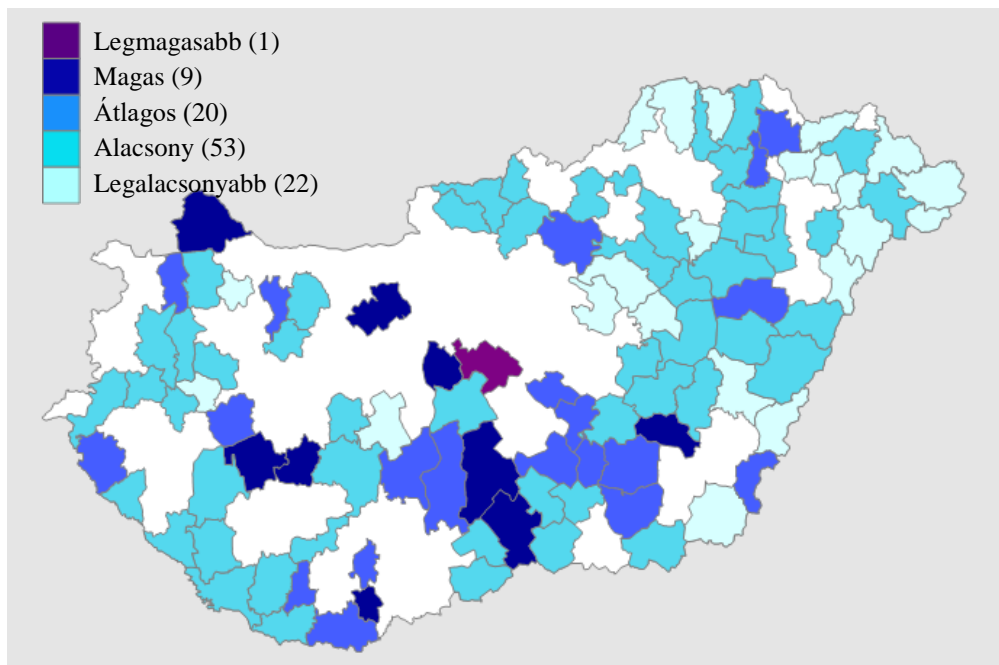 Legmagasabb (1)
Magas (9)
Átlagos (20)
Alacsony (53)
Legalacsonyabb (22)